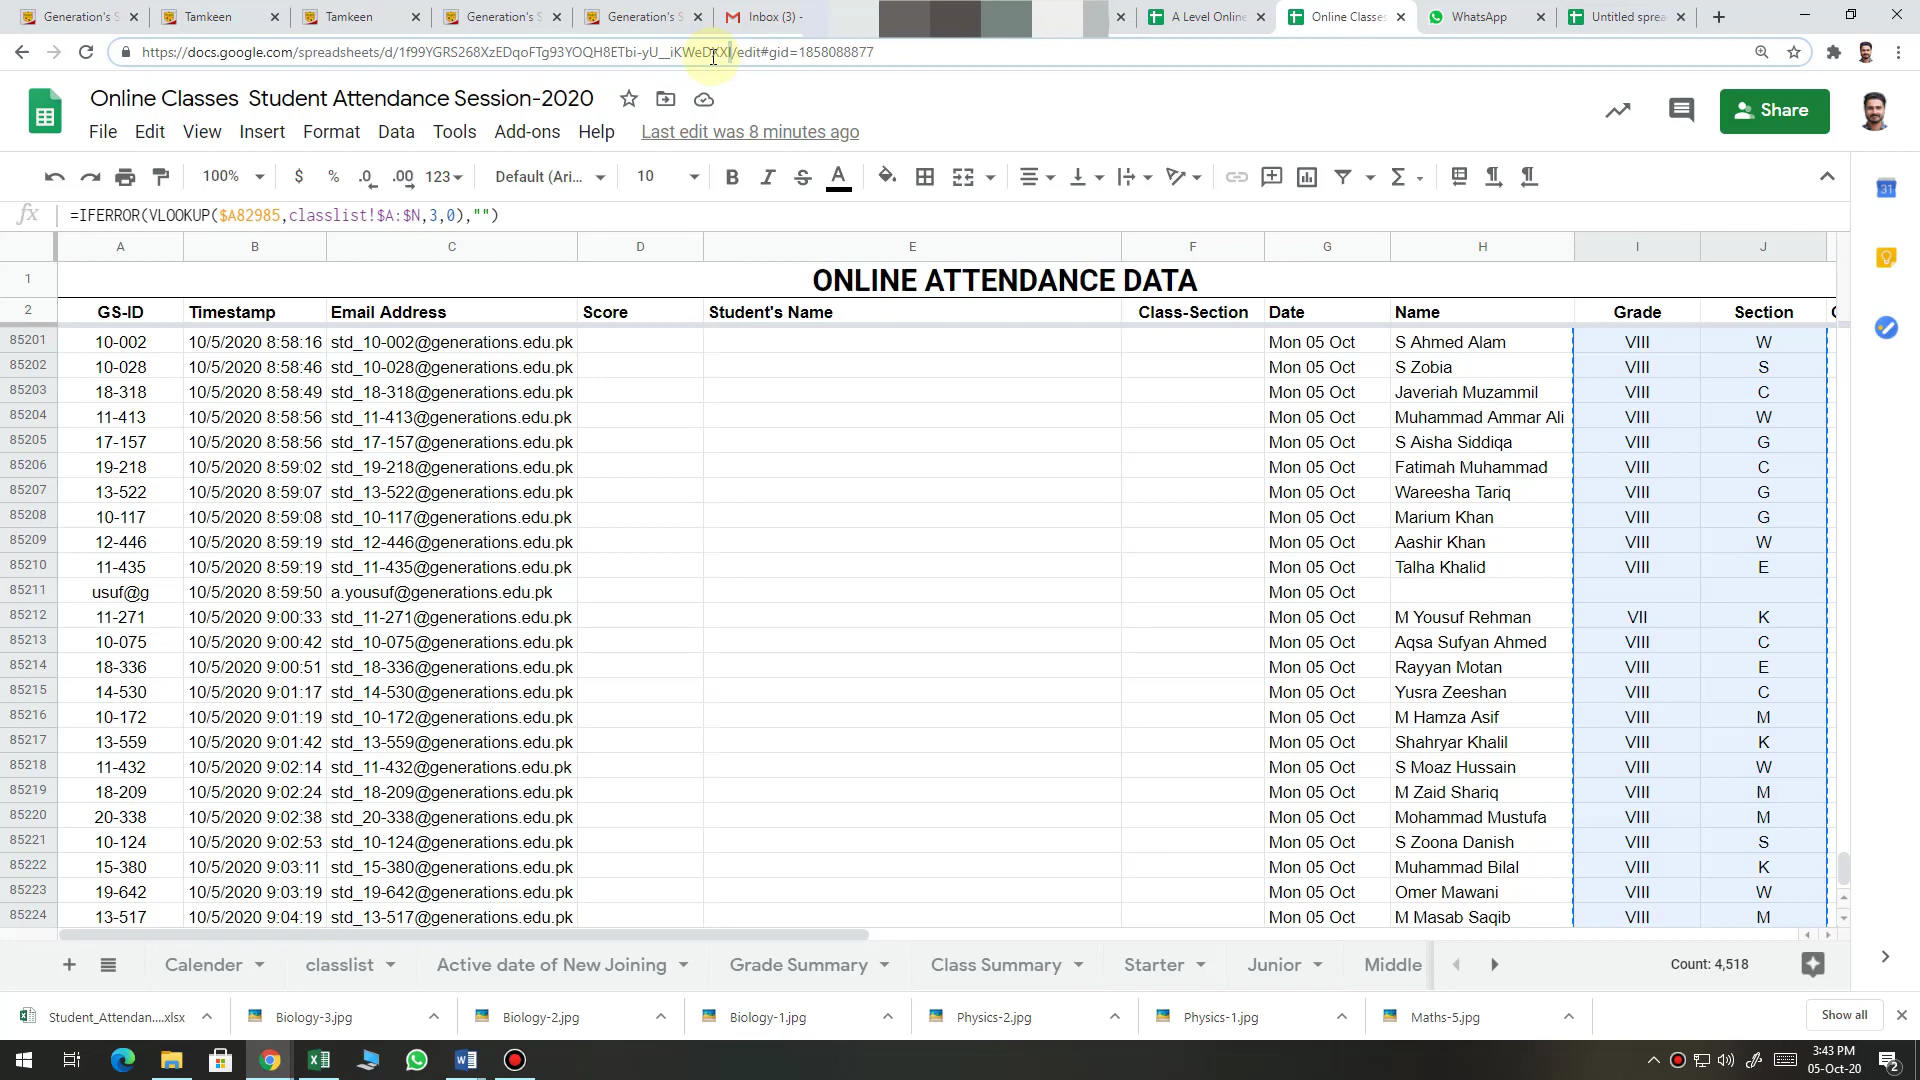 Generation's S
Tamkeen
Tamkeen
Generation's S
Generation's S
Inbox (3) -
A Level Online
Online Classes
WhatsApp
Untitled sprea
https://docs.google.com/spreadsheets/d/1f99YGRS268XzEDqoFTg93YOQH8ETbi-yU__iKWeDXXI/edit#gid=1858088877
Online Classes Student Attendance Session-2020
File Edit View Insert Format Data Tools Add-ons Help Last edit was 8 minutes ago
Share
100% $ % .0 .00 123 Default (Ari... 10 B I S A
fx =IFERROR(VLOOKUP($A82985,classlist!$A:$N,3,0),"")
A B C D E F G H I J
1 ONLINE ATTENDANCE DATA
2 GS-ID Timestamp Email Address Score Student's Name Class-Section Date Name Grade Section
85201 10-002 10/5/2020 8:58:16 std_10-002@generations.edu.pk Mon 05 Oct S Ahmed Alam VIII W
85202 10-028 10/5/2020 8:58:46 std_10-028@generations.edu.pk Mon 05 Oct S Zobia VIII S
85203 18-318 10/5/2020 8:58:49 std_18-318@generations.edu.pk Mon 05 Oct Javeriah Muzammil VIII C
85204 11-413 10/5/2020 8:58:56 std_11-413@generations.edu.pk Mon 05 Oct Muhammad Ammar Ali VIII W
85205 17-157 10/5/2020 8:58:56 std_17-157@generations.edu.pk Mon 05 Oct S Aisha Siddiqa VIII G
85206 19-218 10/5/2020 8:59:02 std_19-218@generations.edu.pk Mon 05 Oct Fatimah Muhammad VIII C
85207 13-522 10/5/2020 8:59:07 std_13-522@generations.edu.pk Mon 05 Oct Wareesha Tariq VIII G
85208 10-117 10/5/2020 8:59:08 std_10-117@generations.edu.pk Mon 05 Oct Marium Khan VIII G
85209 12-446 10/5/2020 8:59:19 std_12-446@generations.edu.pk Mon 05 Oct Aashir Khan VIII W
85210 11-435 10/5/2020 8:59:19 std_11-435@generations.edu.pk Mon 05 Oct Talha Khalid VIII E
85211 usuf@g 10/5/2020 8:59:50 a.yousuf@generations.edu.pk Mon 05 Oct
85212 11-271 10/5/2020 9:00:33 std_11-271@generations.edu.pk Mon 05 Oct M Yousuf Rehman VII K
85213 10-075 10/5/2020 9:00:42 std_10-075@generations.edu.pk Mon 05 Oct Aqsa Sufyan Ahmed VIII C
85214 18-336 10/5/2020 9:00:51 std_18-336@generations.edu.pk Mon 05 Oct Rayyan Motan VIII E
85215 14-530 10/5/2020 9:01:17 std_14-530@generations.edu.pk Mon 05 Oct Yusra Zeeshan VIII C
85216 10-172 10/5/2020 9:01:19 std_10-172@generations.edu.pk Mon 05 Oct M Hamza Asif VIII M
85217 13-559 10/5/2020 9:01:42 std_13-559@generations.edu.pk Mon 05 Oct Shahryar Khalil VIII K
85218 11-432 10/5/2020 9:02:14 std_11-432@generations.edu.pk Mon 05 Oct S Moaz Hussain VIII W
85219 18-209 10/5/2020 9:02:24 std_18-209@generations.edu.pk Mon 05 Oct M Zaid Shariq VIII M
85220 20-338 10/5/2020 9:02:38 std_20-338@generations.edu.pk Mon 05 Oct Mohammad Mustufa VIII M
85221 10-124 10/5/2020 9:02:53 std_10-124@generations.edu.pk Mon 05 Oct S Zoona Danish VIII S
85222 15-380 10/5/2020 9:03:11 std_15-380@generations.edu.pk Mon 05 Oct Muhammad Bilal VIII K
85223 19-642 10/5/2020 9:03:19 std_19-642@generations.edu.pk Mon 05 Oct Omer Mawani VIII W
85224 13-517 10/5/2020 9:04:19 std_13-517@generations.edu.pk Mon 05 Oct M Masab Saqib VIII M
Calender classlist Active date of New Joining Grade Summary Class Summary Starter Junior Middle Count: 4,518
Student_Attendan....xlsx Biology-3.jpg Biology-2.jpg Biology-1.jpg Physics-2.jpg Physics-1.jpg Maths-5.jpg Show all
3:43 PM
05-Oct-20
2